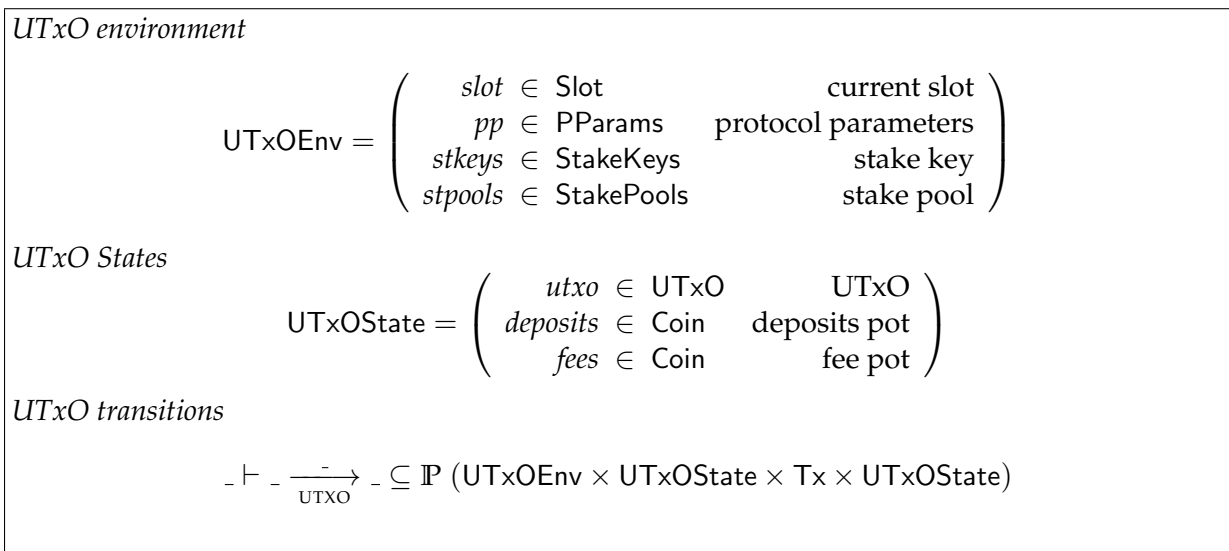 UTxO environment
slot ∈ Slot current slot
pp ∈ PParams protocol parameters
UTxOEnv =
stkeys ∈ StakeKeys stake key
stpools ∈ StakePools stake pool
UTxO States
utxo ∈ UTxO UTxO
UTxOState = deposits ∈ Coin deposits pot
fees ∈ Coin fee pot
UTxO transitions
_ ⊢ _ —_→ _ ⊆ ℙ (UTxOEnv × UTxOState × Tx × UTxOState)
UTXO